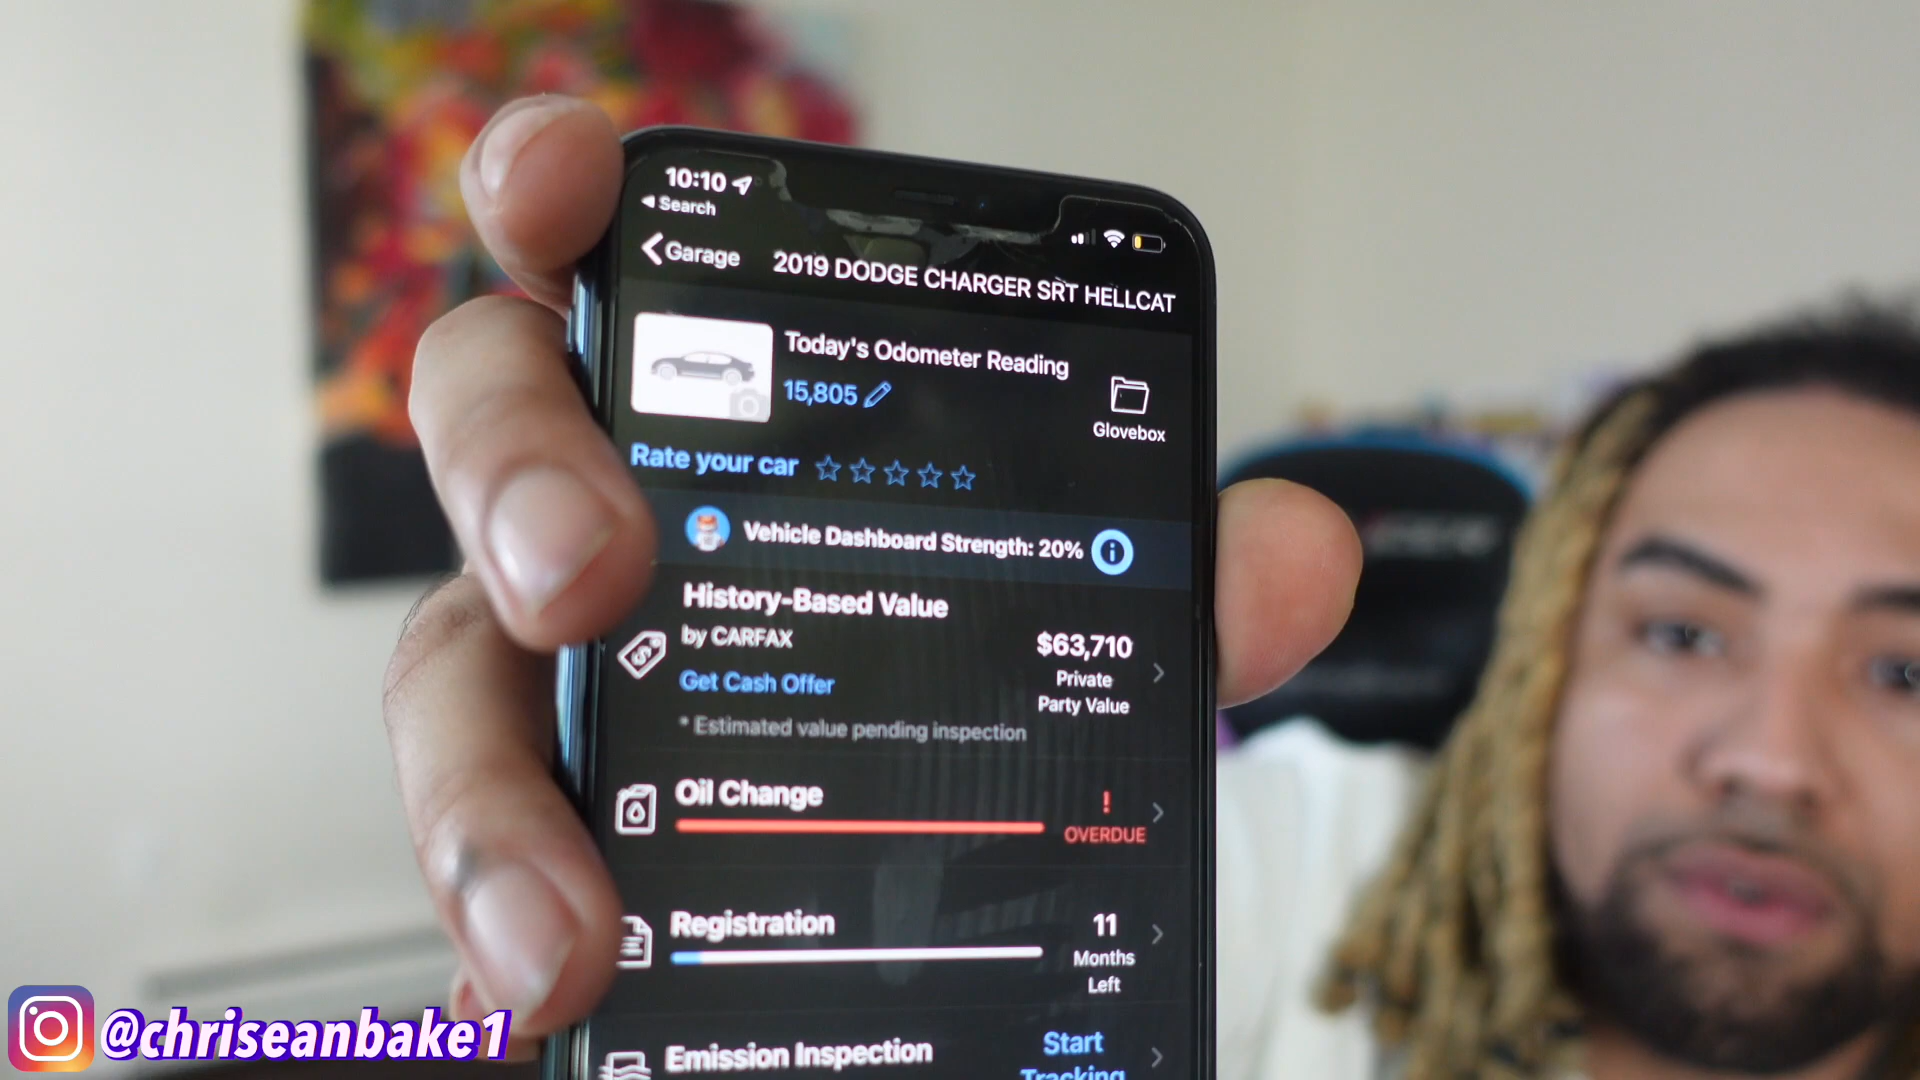 10:10
Search
Garage
2019 DODGE CHARGER SRT HELLCAT
Today's Odometer Reading
15,805
Glovebox
Rate your car
Vehicle Dashboard Strength: 20%
History-Based Value
by CARFAX
$63,710
Private
Party Value
Get Cash Offer
* Estimated value pending inspection
Oil Change
!
OVERDUE
Registration
11
Months
Left
Emission Inspection
Start
Tracking
@chriseanbake1